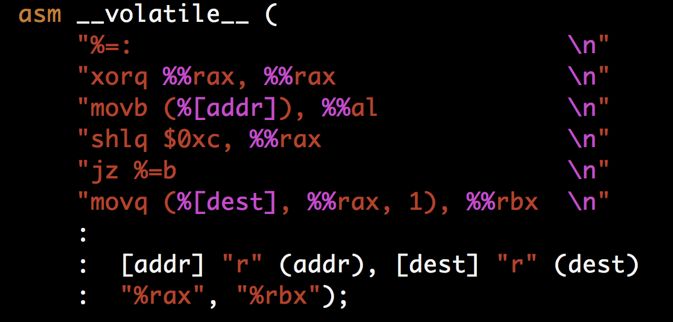 asm __volatile__ (
"%=: \n"
"xorq %%rax, %%rax \n"
"movb (%[addr]), %%al \n"
"shlq $0xc, %%rax \n"
"jz %=b \n"
"movq (%[dest], %%rax, 1), %%rbx \n"
:
: [addr] "r" (addr), [dest] "r" (dest)
: "%rax", "%rbx");